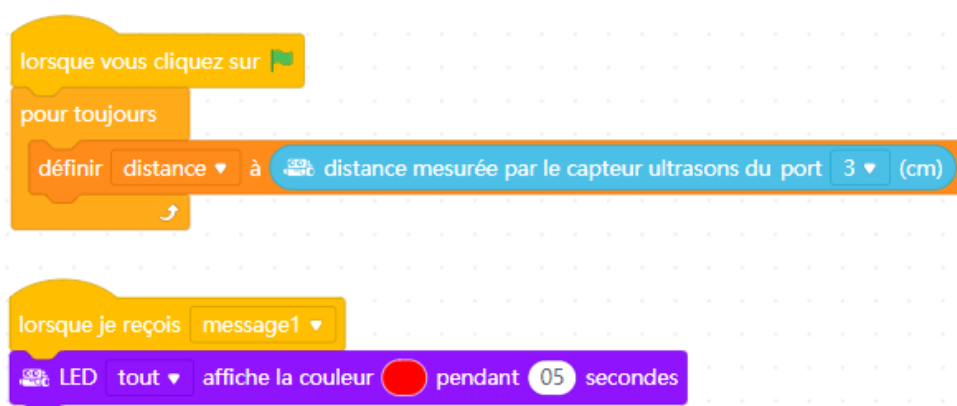 lorsque vous cliquez sur
pour toujours
définir distance à distance mesurée par le capteur ultrasons du port 3 (cm)
lorsque je reçois message1
LED tout affiche la couleur pendant 05 secondes